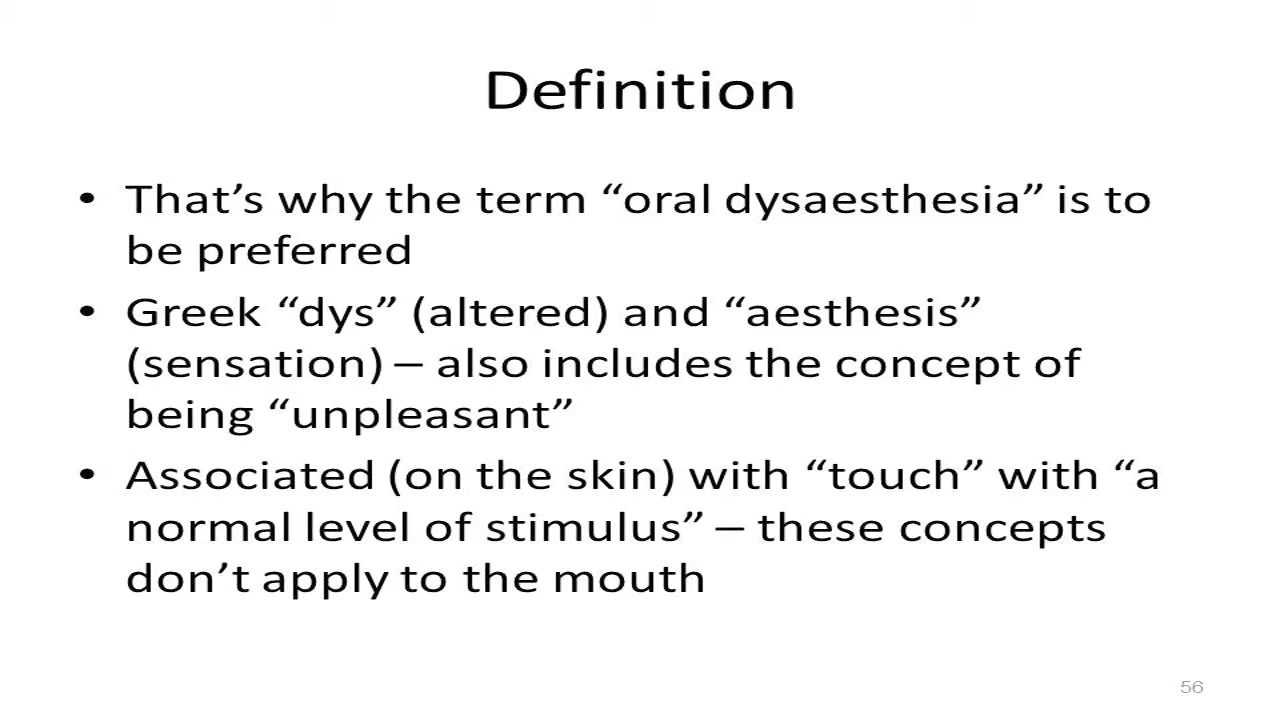 Definition
• That’s why the term “oral dysaesthesia” is to
be preferred
• Greek “dys” (altered) and “aesthesis”
(sensation) – also includes the concept of
being “unpleasant”
• Associated (on the skin) with “touch” with “a
normal level of stimulus” – these concepts
don’t apply to the mouth
56